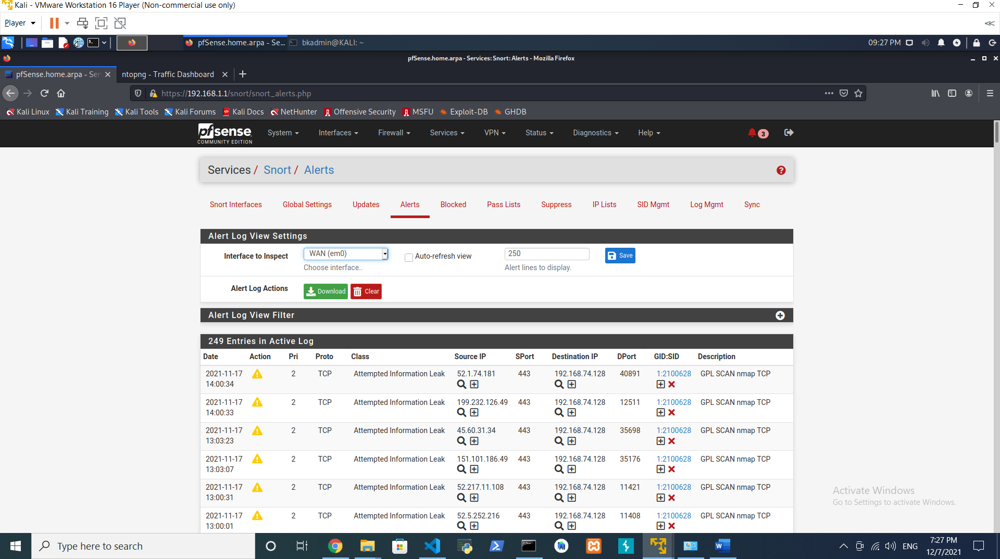 Kali - VMware Workstation 16 Player (Non-commercial use only)
Player
pfSense.home.arpa - Se...
bkadmin@KALI: ~
09:27 PM
pfSense.home.arpa - Services: Snort: Alerts - Mozilla Firefox
pfSense.home.arpa - Ser
ntopng - Traffic Dashboard
https://192.168.1.1/snort/snort_alerts.php
Kali Linux Kali Training Kali Tools Kali Forums Kali Docs NetHunter Offensive Security MSFU Exploit-DB GHDB
pfsense
COMMUNITY EDITION
System Interfaces Firewall Services VPN Status Diagnostics Help 3
Services / Snort / Alerts
Snort Interfaces Global Settings Updates Alerts Blocked Pass Lists Suppress IP Lists SID Mgmt Log Mgmt Sync
Alert Log View Settings
Interface to Inspect WAN (em0) Auto-refresh view 250 Save
Choose interface.. Alert lines to display.
Alert Log Actions Download Clear
Alert Log View Filter
249 Entries in Active Log
Date Action Pri Proto Class Source IP SPort Destination IP DPort GID:SID Description
2021-11-17 2 TCP Attempted Information Leak 52.1.74.181 443 192.168.74.128 40891 1:2100628 GPL SCAN nmap TCP
14:00:34
2021-11-17 2 TCP Attempted Information Leak 199.232.126.49 443 192.168.74.128 12511 1:2100628 GPL SCAN nmap TCP
14:00:33
2021-11-17 2 TCP Attempted Information Leak 45.60.31.34 443 192.168.74.128 35698 1:2100628 GPL SCAN nmap TCP
13:03:23
2021-11-17 2 TCP Attempted Information Leak 151.101.186.49 443 192.168.74.128 35176 1:2100628 GPL SCAN nmap TCP
13:03:07
2021-11-17 2 TCP Attempted Information Leak 52.217.11.108 443 192.168.74.128 11421 1:2100628 GPL SCAN nmap TCP
13:00:31
2021-11-17 2 TCP Attempted Information Leak 52.5.252.216 443 192.168.74.128 11408 1:2100628 GPL SCAN nmap TCP
13:00:01
Activate Windows
Go to Settings to activate Windows.
Type here to search
ENG
7:27 PM
12/7/2021